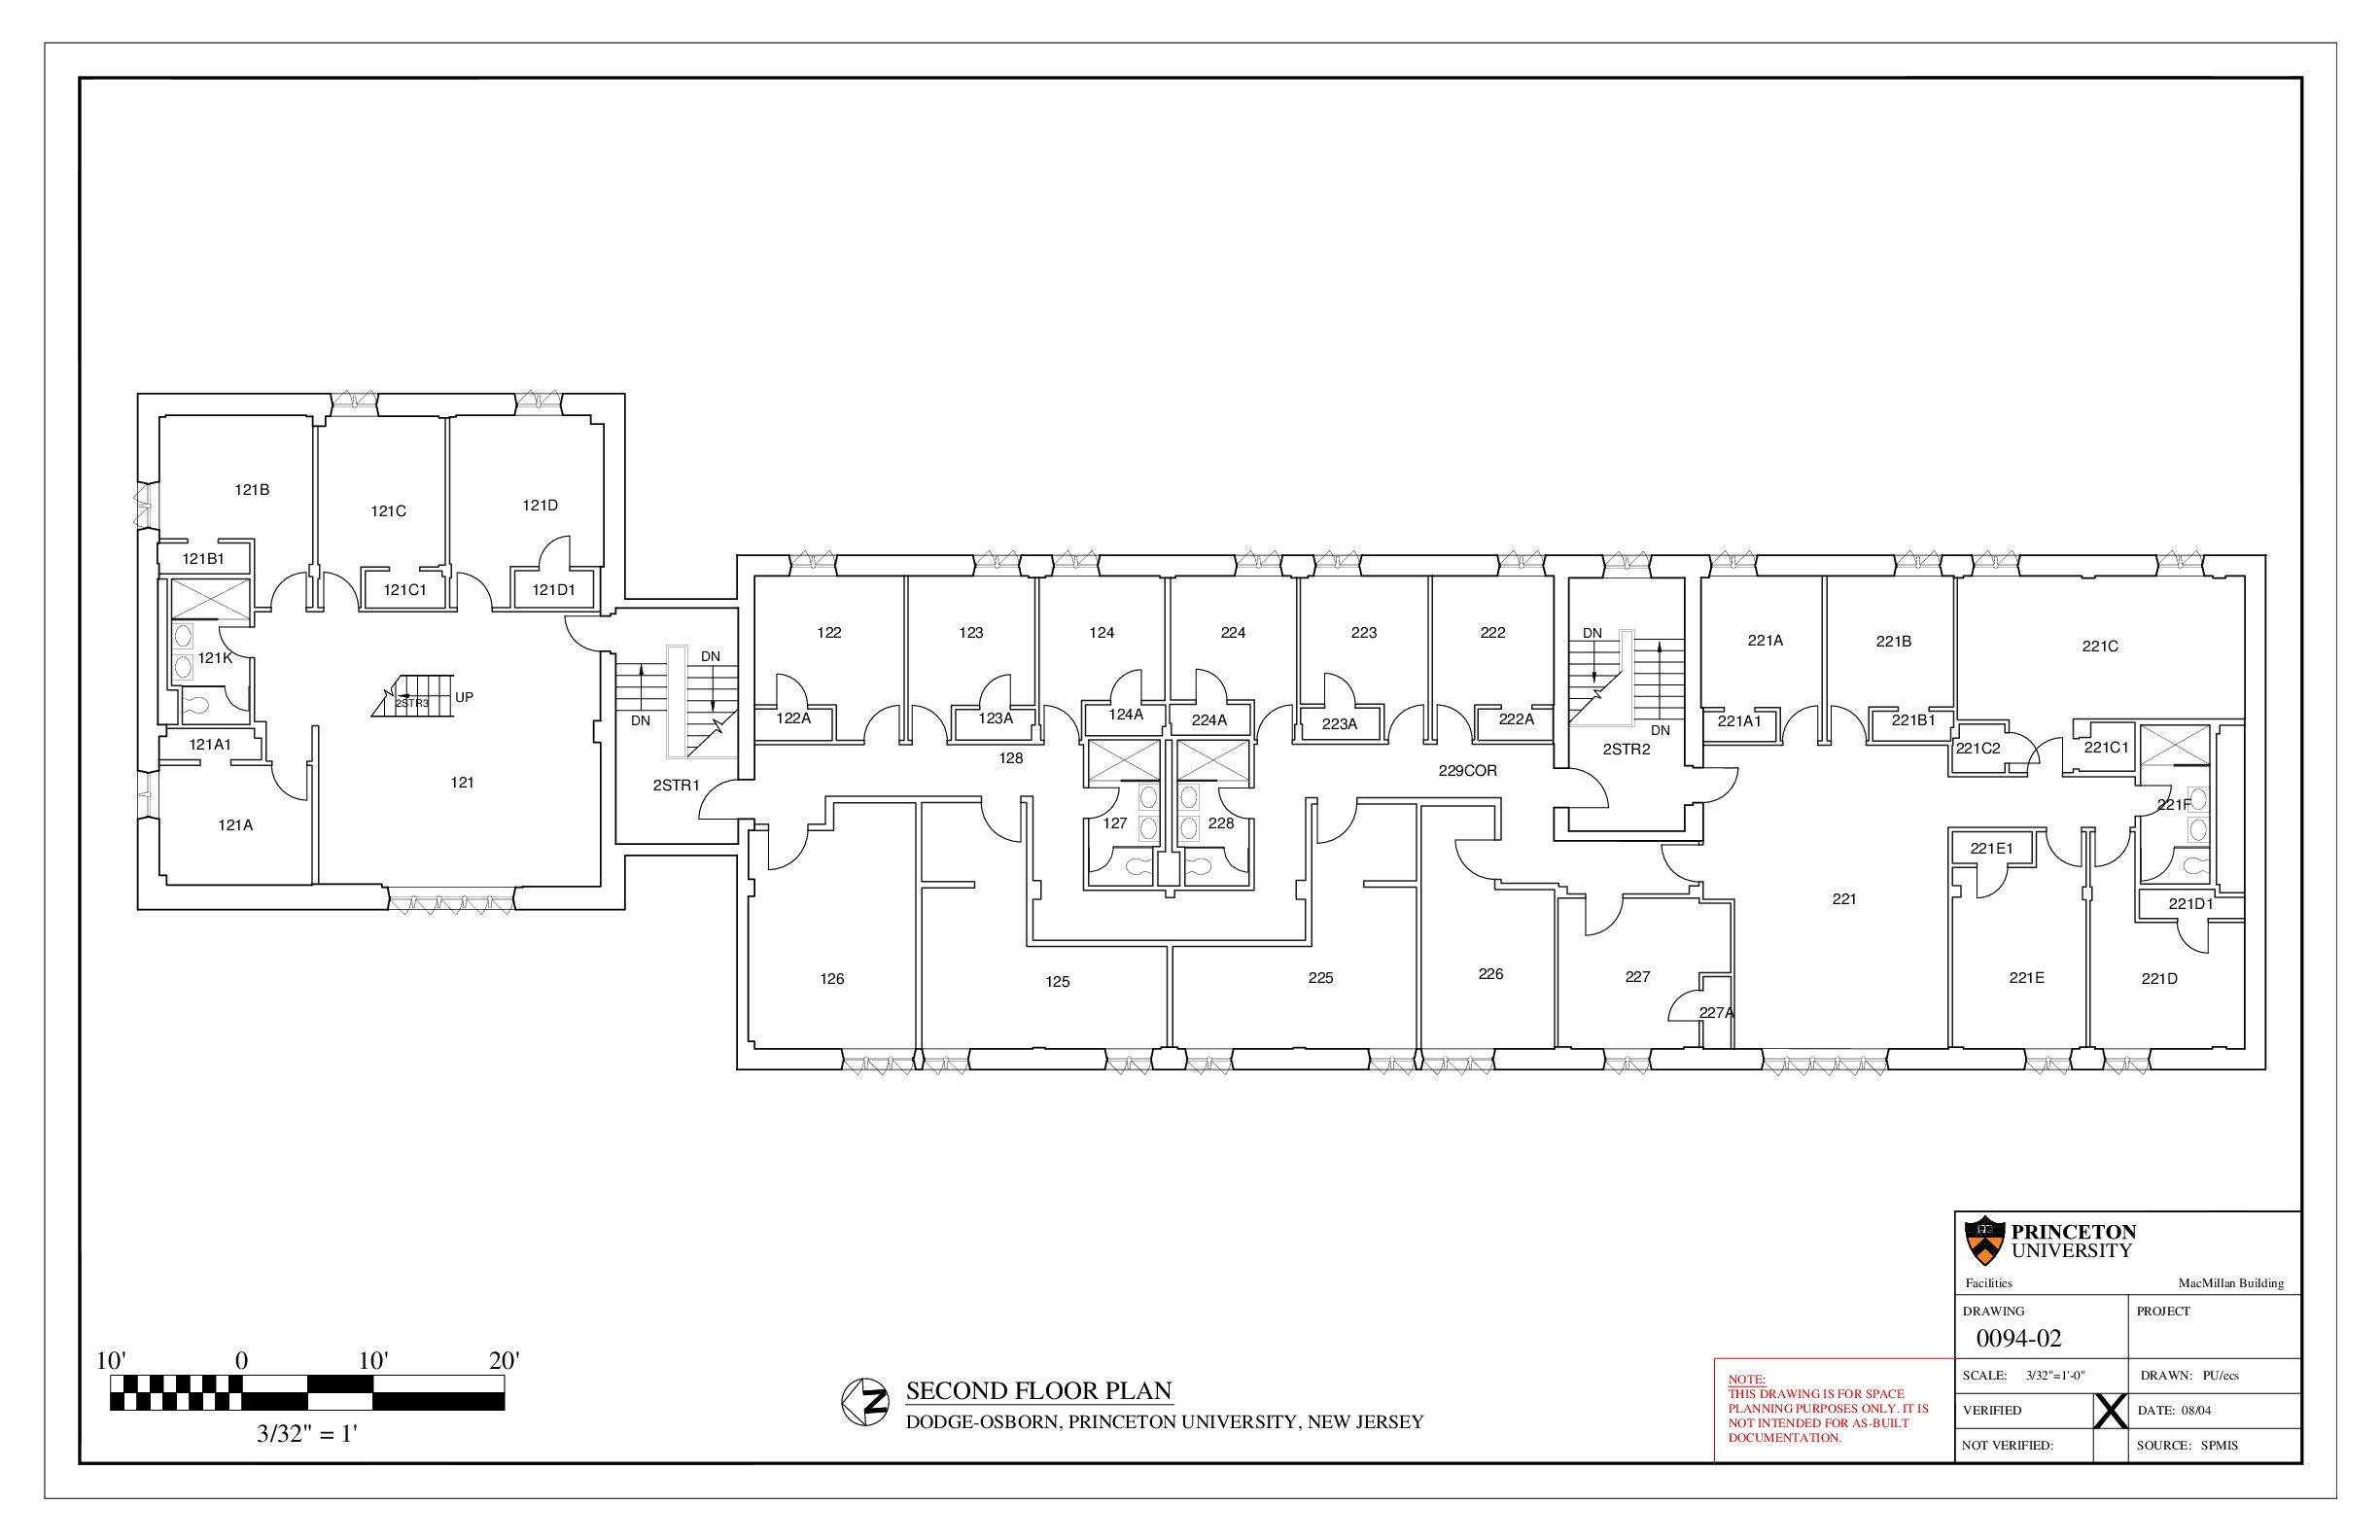 121B
121C
121D
121B1
121C1
121D1
121K
2STR3
UP
121A1
121
121A
DN
DN
2STR1
122
123
124
224
223
222
122A
123A
124A
224A
223A
222A
128
229COR
127
228
126
125
225
226
227
227A
DN
DN
2STR2
221A
221B
221C
221A1
221B1
221C2
221C1
221F
221E1
221
221D1
221E
221D
10' 0 10' 20'
3/32" = 1'
N
SECOND FLOOR PLAN
DODGE-OSBORN, PRINCETON UNIVERSITY, NEW JERSEY
NOTE:
THIS DRAWING IS FOR SPACE
PLANNING PURPOSES ONLY. IT IS
NOT INTENDED FOR AS-BUILT
DOCUMENTATION.
PRINCETON
UNIVERSITY
Facilities MacMillan Building
DRAWING PROJECT
0094-02
SCALE: 3/32"=1'-0" DRAWN: PU/ecs
VERIFIED X DATE: 08/04
NOT VERIFIED: SOURCE: SPMIS